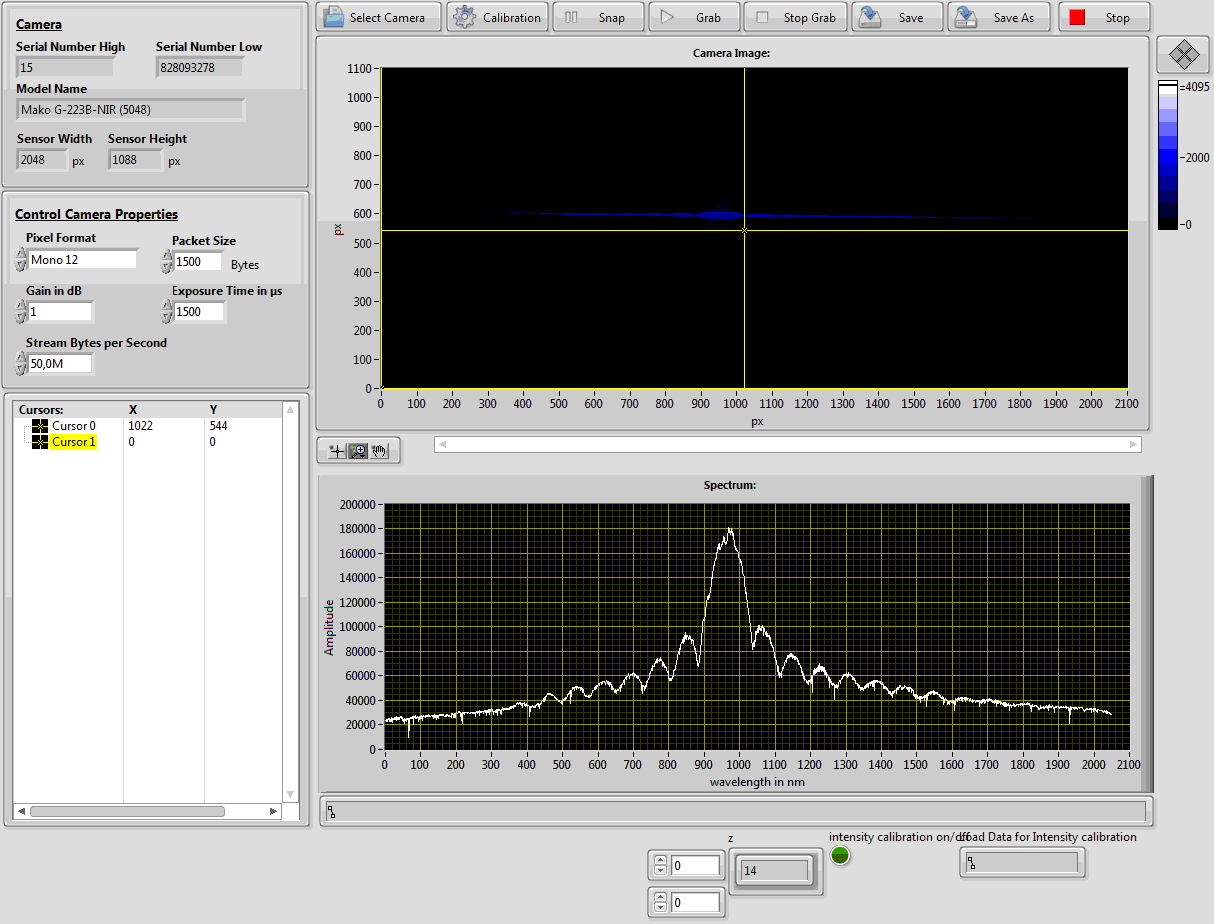 Select Camera Calibration Snap Grab Stop Grab Save Save As Stop
Camera
Serial Number High Serial Number Low
15 828093278
Model Name
Mako G-223B-NIR (5048)
Sensor Width Sensor Height
2048 px 1088 px
Control Camera Properties
Pixel Format Packet Size
Mono 12 1500 Bytes
Gain in dB Exposure Time in µs
1 1500
Stream Bytes per Second
50,0M
Cursors: X Y
Cursor 0 1022 544
Cursor 1 0 0
Camera Image:
1100
1000
900
800
700
600
500
400
300
200
100
0
px
0 100 200 300 400 500 600 700 800 900 1000 1100 1200 1300 1400 1500 1600 1700 1800 1900 2000 2100
px
4095
2000
0
Spectrum:
200000
180000
160000
140000
120000
100000
80000
60000
40000
20000
0
Amplitude
0 100 200 300 400 500 600 700 800 900 1000 1100 1200 1300 1400 1500 1600 1700 1800 1900 2000 2100
wavelength in nm
z
0
14
0
intensity calibration on/off
oad Data for Intensity calibration